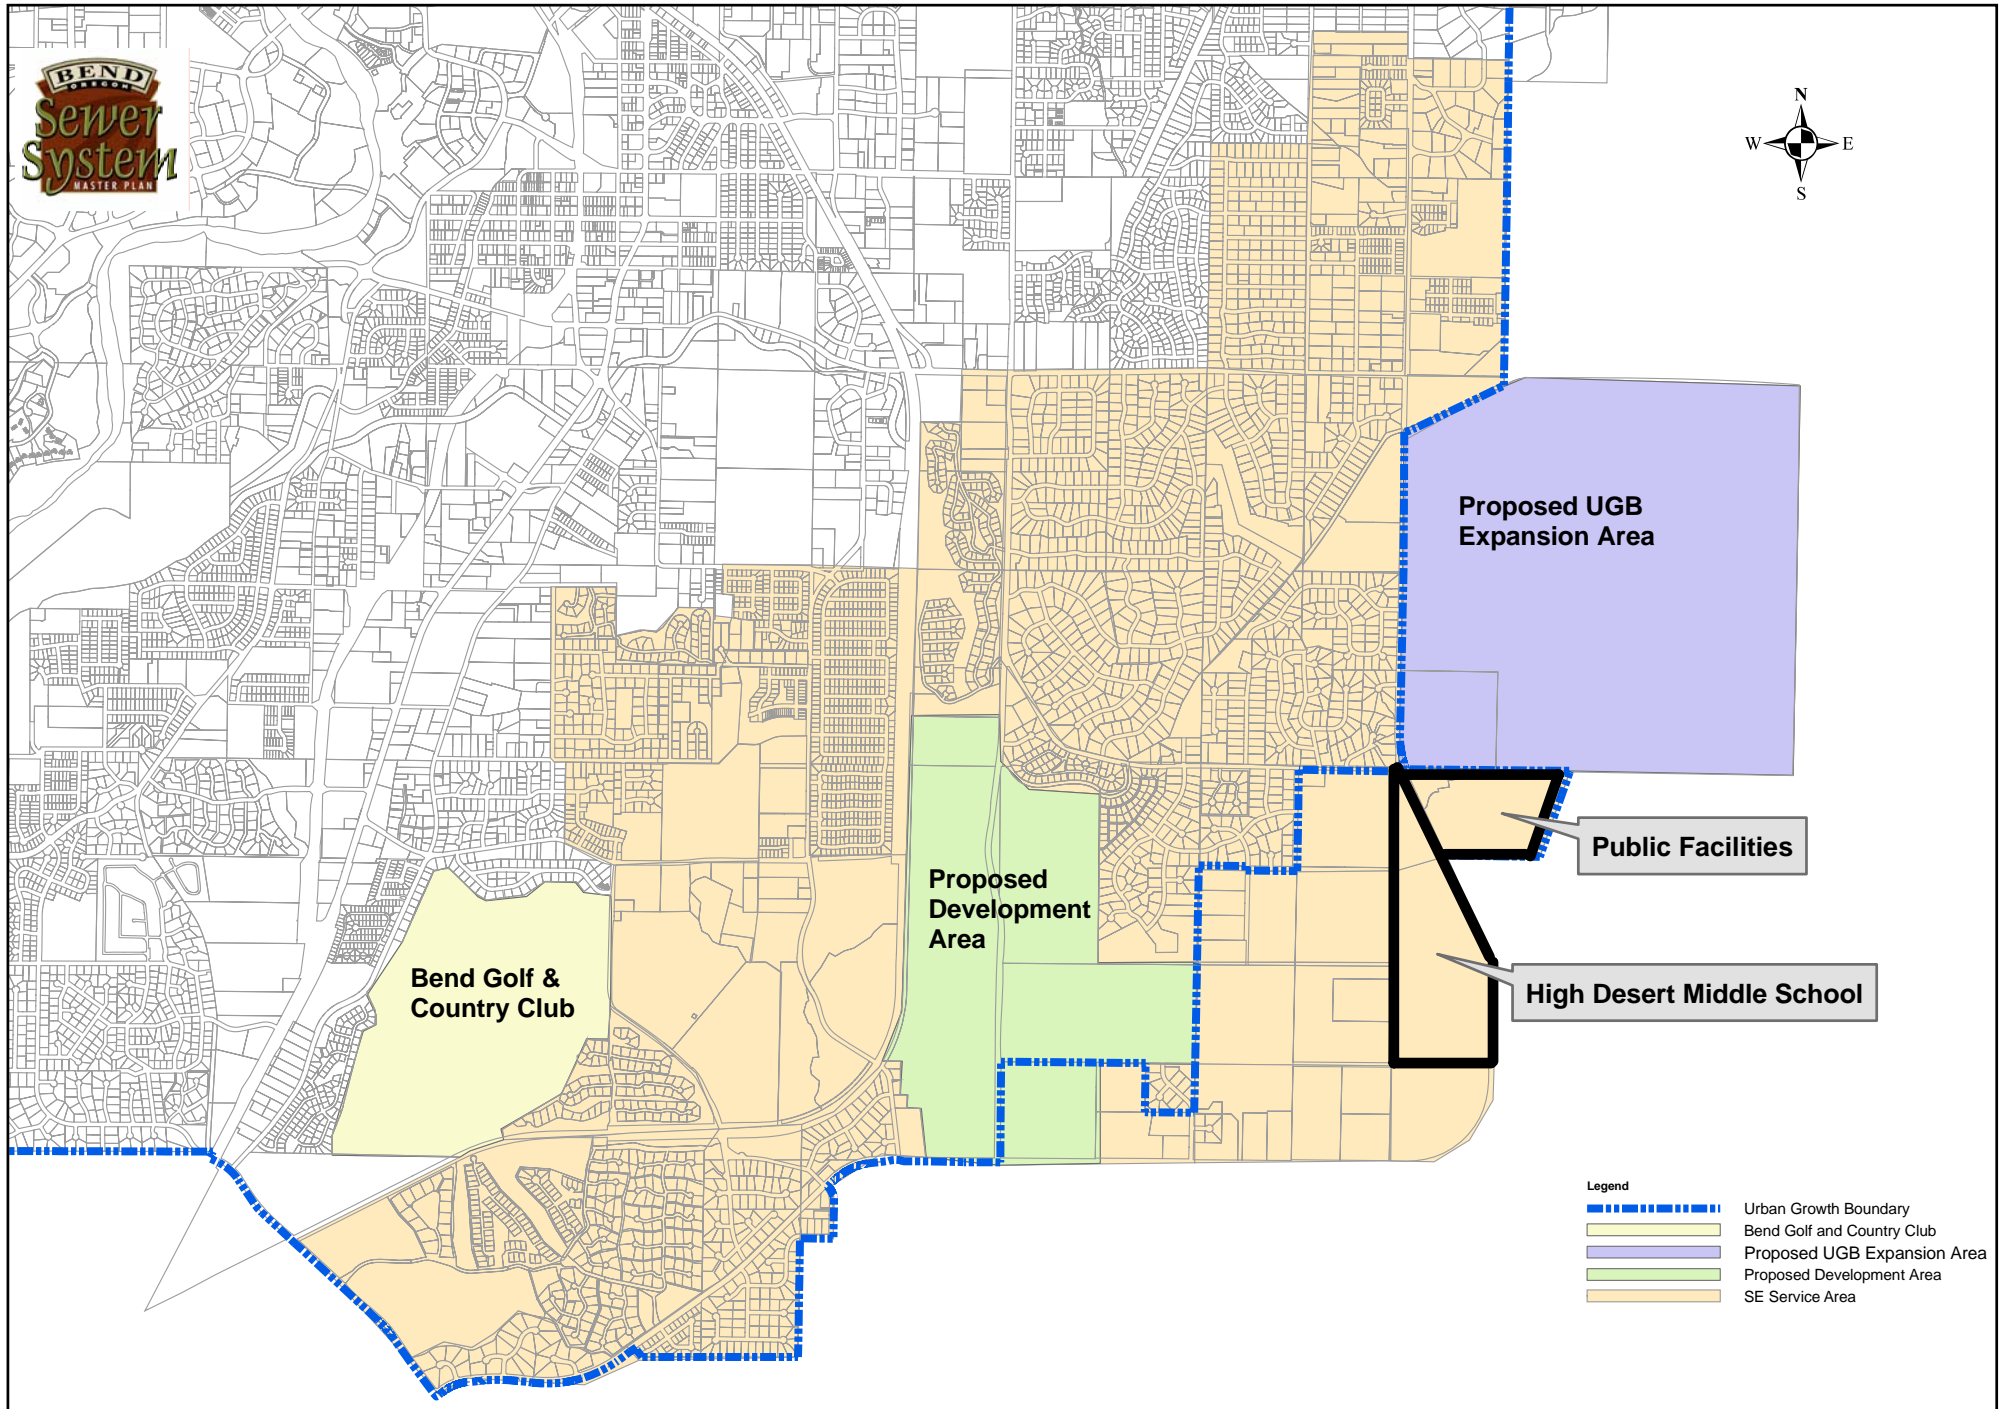 BEND
OREGON
Sewer
System
MASTER PLAN
N
W
E
S
Proposed UGB
Expansion Area
Public Facilities
Proposed
Development
Area
Bend Golf &
Country Club
High Desert Middle School
Legend
Urban Growth Boundary
Bend Golf and Country Club
Proposed UGB Expansion Area
Proposed Development Area
SE Service Area